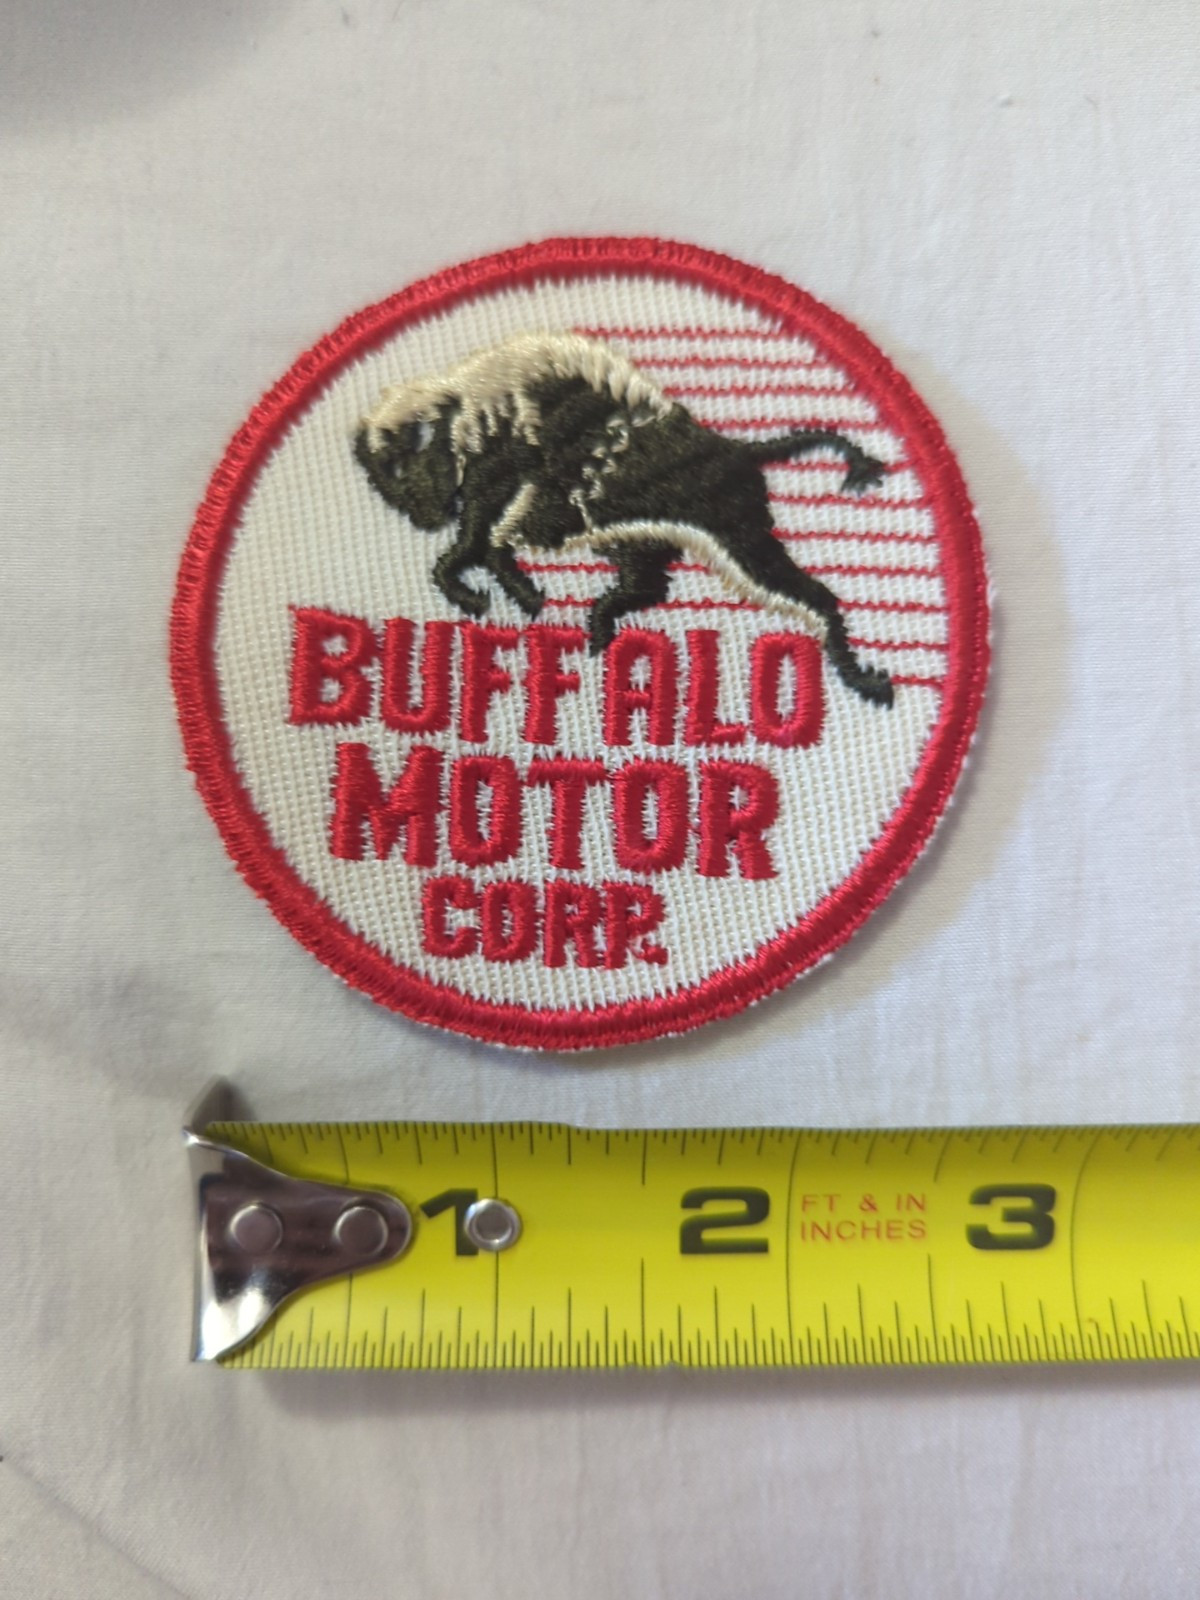 BUFFALO
MOTOR
CORP.
1 2 FT & IN 3
INCHES